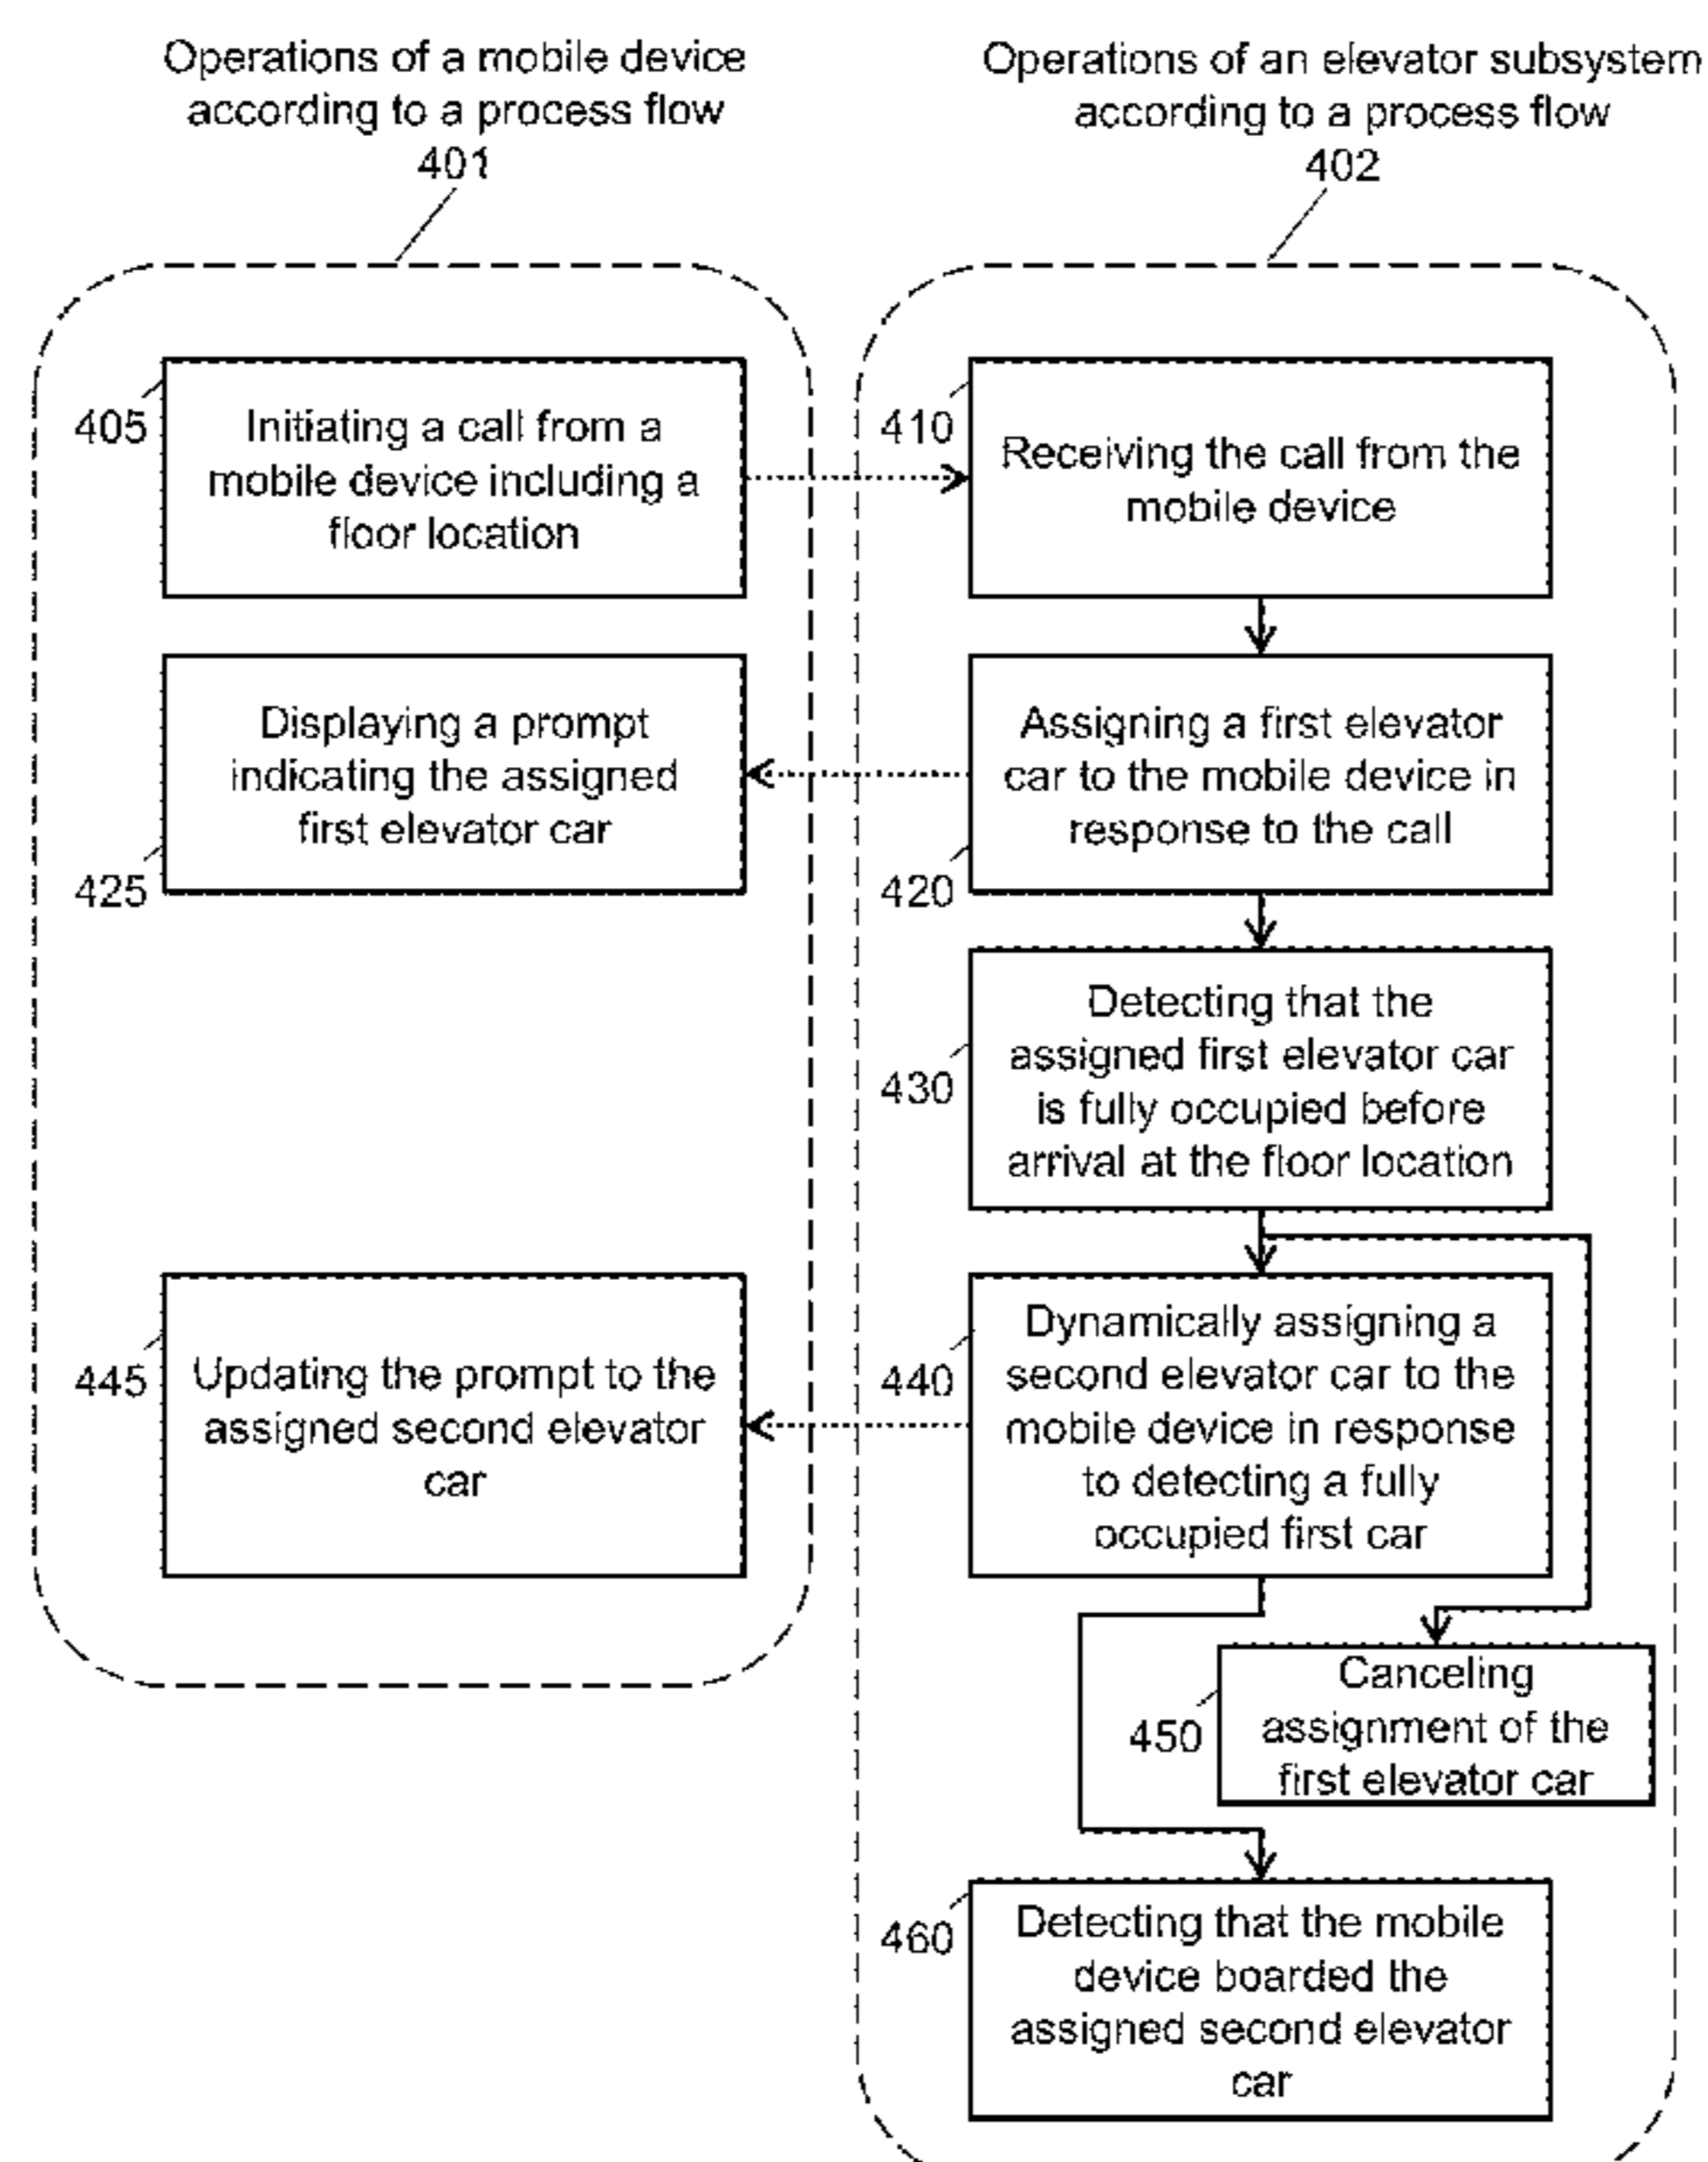 Operations of a mobile device
according to a process flow
401
Operations of an elevator subsystem
according to a process flow
402
405
Initiating a call from a
mobile device including a
floor location
410
Receiving the call from the
mobile device
Displaying a prompt
indicating the assigned
first elevator car
425
Assigning a first elevator
car to the mobile device in
response to the call
420
Detecting that the
assigned first elevator car
is fully occupied before
arrival at the floor location
430
445
Updating the prompt to the
assigned second elevator
car
440
Dynamically assigning a
second elevator car to the
mobile device in response
to detecting a fully
occupied first car
450
Canceling
assignment of the
first elevator car
460
Detecting that the mobile
device boarded the
assigned second elevator
car